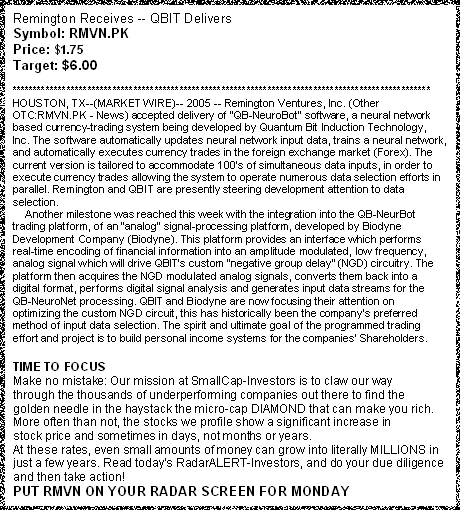 Remington Receives -- QBIT Delivers
Symbol: RMVN.PK
Price: $1.75
Target: $6.00
********************************************************************************************************
HOUSTON, TX--(MARKET WIRE)-- 2005 -- Remington Ventures, Inc. (Other
OTC:RMVN.PK - News) accepted delivery of "QB-NeuroBot" software, a neural network
based currency-trading system being developed by Quantum Bit Induction Technology,
Inc. The software automatically updates neural network input data, trains a neural network,
and automatically executes currency trades in the foreign exchange market (Forex). The
current version is tailored to accommodate 100's of simultaneous data inputs, in order to
execute currency trades allowing the system to operate numerous data selection efforts in
parallel. Remington and QBIT are presently steering development attention to data
selection.
Another milestone was reached this week with the integration into the QB-NeurBot
trading platform, of an "analog" signal-processing platform, developed by Biodyne
Development Company (Biodyne). This platform provides an interface which performs
real-time encoding of financial information into an amplitude modulated, low frequency,
analog signal which will drive QBIT's custom "negative group delay" (NGD) circuitry. The
platform then acquires the NGD modulated analog signals, converts them back into a
digital format, performs digital signal analysis and generates input data streams for the
QB-NeuroNet processing. QBIT and Biodyne are now focusing their attention on
optimizing the custom NGD circuit, this has historically been the company's preferred
method of input data selection. The spirit and ultimate goal of the programmed trading
effort and project is to build personal income systems for the companies' Shareholders.
TIME TO FOCUS
Make no mistake: Our mission at SmallCap-Investors is to claw our way
through the thousands of underperforming companies out there to find the
golden needle in the haystack the micro-cap DIAMOND that can make you rich.
More often than not, the stocks we profile show a significant increase in
stock price and sometimes in days, not months or years.
At these rates, even small amounts of money can grow into literally MILLIONS in
just a few years. Read today's RadarALERT-Investors, and do your due diligence
and then take action!
PUT RMVN ON YOUR RADAR SCREEN FOR MONDAY